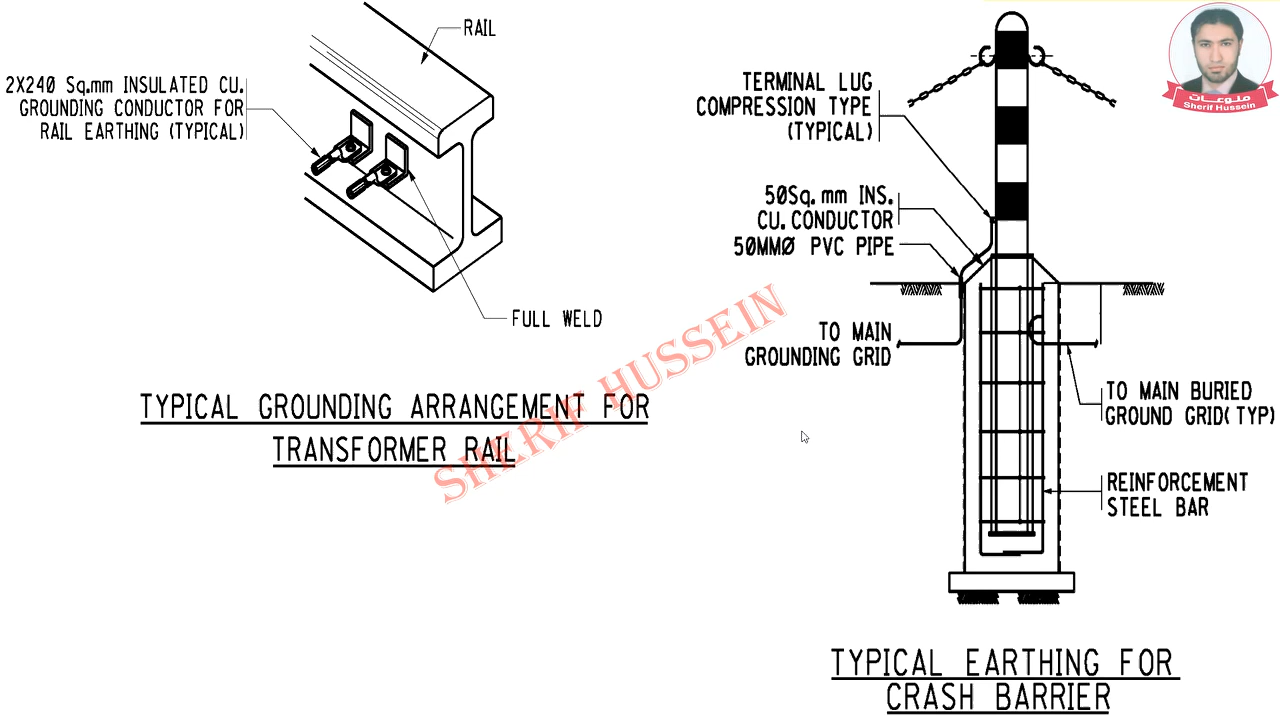 RAIL
2X240 Sq.mm INSULATED CU.
GROUNDING CONDUCTOR FOR
RAIL EARTHING (TYPICAL)
FULL WELD
TYPICAL GROUNDING ARRANGEMENT FOR
TRANSFORMER RAIL
SHERIF HUSSEIN
منوعات
Sherif Hussein
TERMINAL LUG
COMPRESSION TYPE
(TYPICAL)
50Sq.mm INS.
CU.CONDUCTOR
50MMØ PVC PIPE
TO MAIN
GROUNDING GRID
TO MAIN BURIED
GROUND GRID(TYP)
REINFORCEMENT
STEEL BAR
TYPICAL EARTHING FOR
CRASH BARRIER